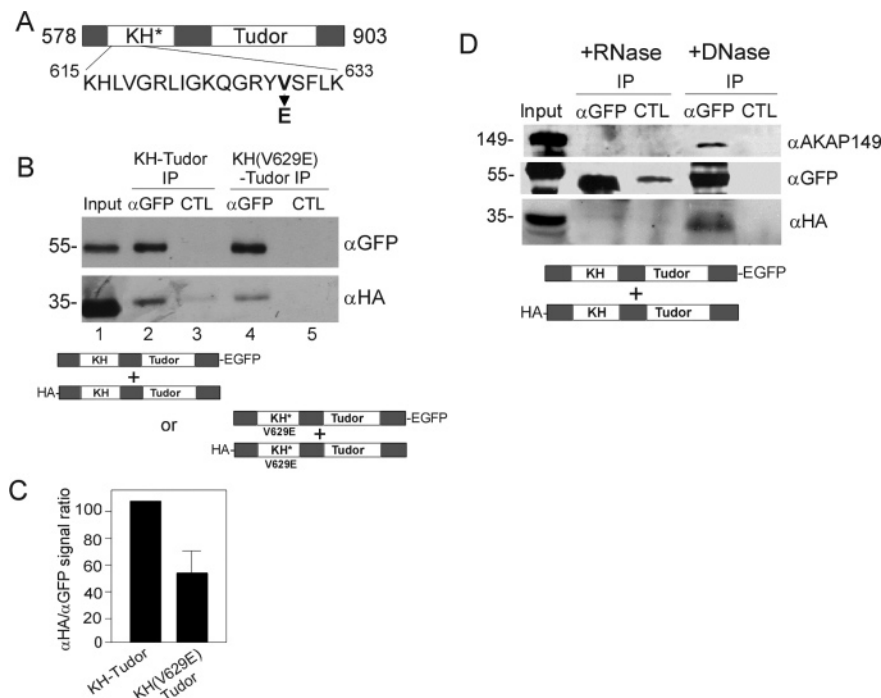 A
578 KH* Tudor 903
615 633
KHLVGRLIGKQGRYVSFLK
E
B
KH-Tudor IP KH(V629E)-Tudor IP
Input αGFP CTL αGFP CTL
55- αGFP
35- αHA
1 2 3 4 5
KH Tudor -EGFP
+
HA- KH Tudor
or
KH* Tudor -EGFP
V629E +
HA- KH* Tudor
V629E
C
αHA/αGFP signal ratio
100
80
60
40
20
0
KH-Tudor
KH(V629E)
Tudor
D
+RNase +DNase
IP IP
Input αGFP CTL αGFP CTL
149- αAKAP149
55- αGFP
35- αHA
KH Tudor -EGFP
+
HA- KH Tudor